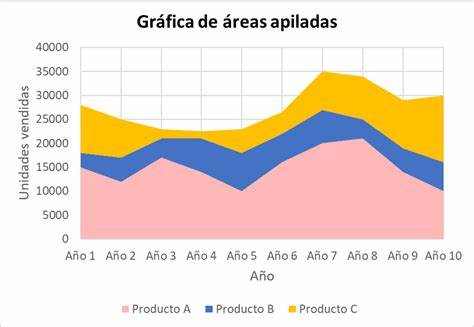 Gráfica de áreas apiladas
40000
35000
30000
25000
20000
15000
10000
5000
0
Unidades vendidas
Año 1 Año 2 Año 3 Año 4 Año 5 Año 6 Año 7 Año 8 Año 9 Año 10
Año
Producto A Producto B Producto C